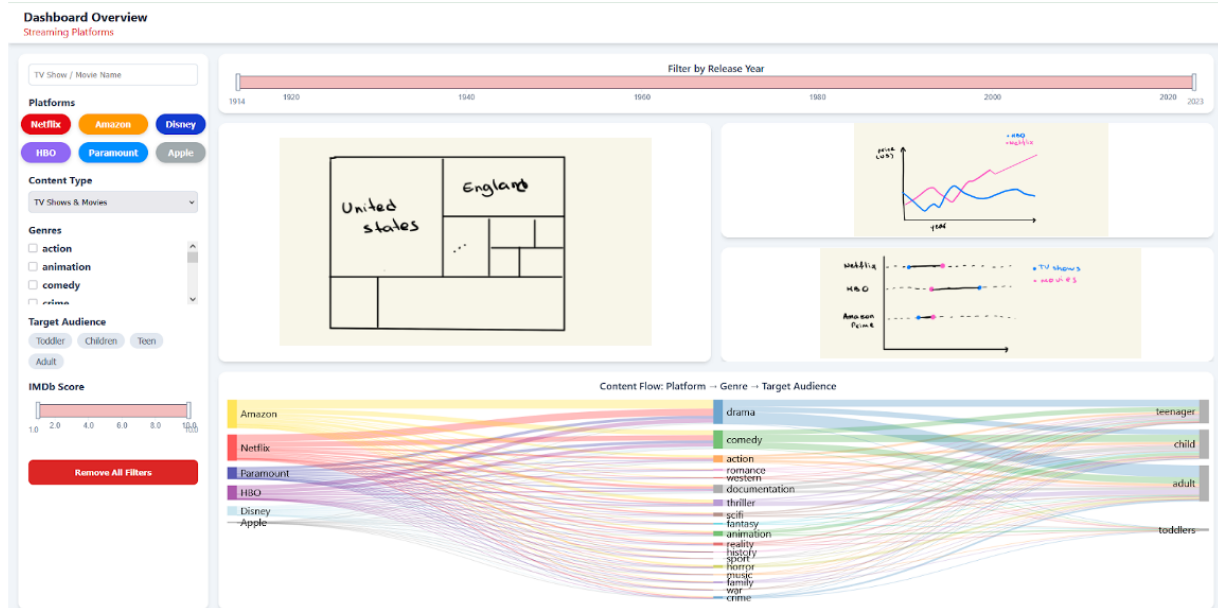 Dashboard Overview
Streaming Platforms
TV Show / Movie Name
Platforms
Netflix Amazon Disney
HBO Paramount Apple
Content Type
TV Shows & Movies
Genres
action
animation
comedy
crime
Target Audience
Toddler Children Teen
Adult
IMDb Score
1.0 2.0 4.0 6.0 8.0 10.0
Remove All Filters
Filter by Release Year
1914 1920 1940 1960 1980 2000 2020 2023
United
states
England
...
price
(US)
HBO
Netflix
year
Netflix
HBO
Amazon
Prime
TV shows
movies
Content Flow: Platform → Genre → Target Audience
Amazon
Netflix
Paramount
HBO
Disney
Apple
drama
comedy
action
romance
western
documentation
thriller
scifi
fantasy
animation
reality
history
sport
horror
music
family
war
crime
teenager
child
adult
toddlers